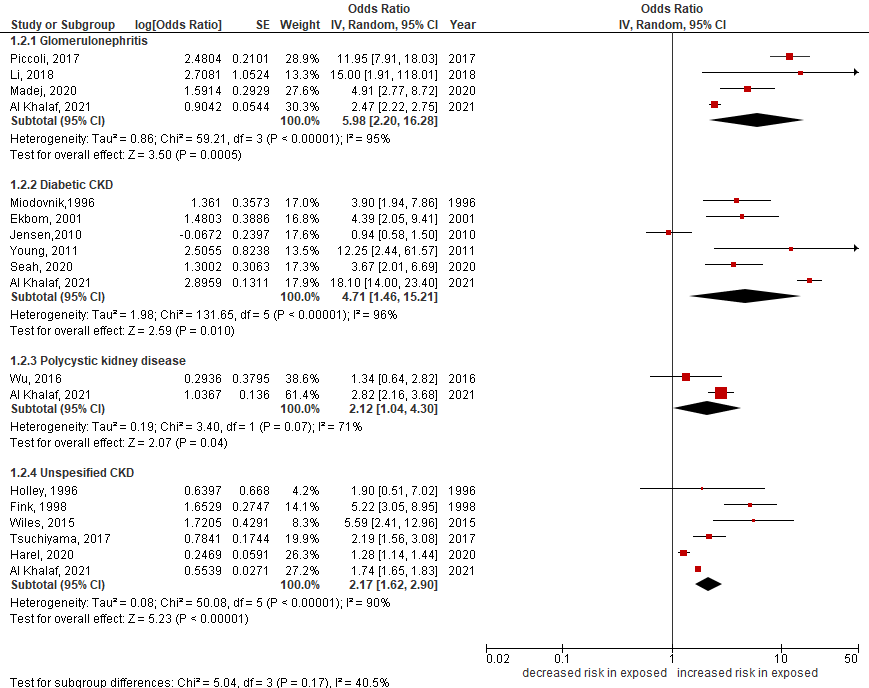 Odds Ratio Odds Ratio
Study or Subgroup log[Odds Ratio] SE Weight IV, Random, 95% CI Year IV, Random, 95% CI
1.2.1 Glomerulonephritis
Piccoli, 2017 2.4804 0.2101 28.9% 11.95 [7.91, 18.03] 2017
Li, 2018 2.7081 1.0524 13.3% 15.00 [1.91, 118.01] 2018
Madej, 2020 1.5914 0.2929 27.6% 4.91 [2.77, 8.72] 2020
Al Khalaf, 2021 0.9042 0.0544 30.3% 2.47 [2.22, 2.75] 2021
Subtotal (95% CI) 100.0% 5.98 [2.20, 16.28]
Heterogeneity: Tau² = 0.86; Chi² = 59.21, df = 3 (P < 0.00001); I² = 95%
Test for overall effect: Z = 3.50 (P = 0.0005)
1.2.2 Diabetic CKD
Miodovnik,1996 1.361 0.3573 17.0% 3.90 [1.94, 7.86] 1996
Ekbom, 2001 1.4803 0.3886 16.8% 4.39 [2.05, 9.41] 2001
Jensen,2010 -0.0672 0.2397 17.6% 0.94 [0.58, 1.50] 2010
Young, 2011 2.5055 0.8238 13.5% 12.25 [2.44, 61.57] 2011
Seah, 2020 1.3002 0.3063 17.3% 3.67 [2.01, 6.69] 2020
Al Khalaf, 2021 2.8959 0.1311 17.9% 18.10 [14.00, 23.40] 2021
Subtotal (95% CI) 100.0% 4.71 [1.46, 15.21]
Heterogeneity: Tau² = 1.98; Chi² = 131.65, df = 5 (P < 0.00001); I² = 96%
Test for overall effect: Z = 2.59 (P = 0.010)
1.2.3 Polycystic kidney disease
Wu, 2016 0.2936 0.3795 38.6% 1.34 [0.64, 2.82] 2016
Al Khalaf, 2021 1.0367 0.136 61.4% 2.82 [2.16, 3.68] 2021
Subtotal (95% CI) 100.0% 2.12 [1.04, 4.30]
Heterogeneity: Tau² = 0.19; Chi² = 3.40, df = 1 (P = 0.07); I² = 71%
Test for overall effect: Z = 2.07 (P = 0.04)
1.2.4 Unspesified CKD
Holley, 1996 0.6397 0.668 4.2% 1.90 [0.51, 7.02] 1996
Fink, 1998 1.6529 0.2747 14.1% 5.22 [3.05, 8.95] 1998
Wiles, 2015 1.7205 0.4291 8.3% 5.59 [2.41, 12.96] 2015
Tsuchiyama, 2017 0.7841 0.1744 19.9% 2.19 [1.56, 3.08] 2017
Harel, 2020 0.2469 0.0591 26.3% 1.28 [1.14, 1.44] 2020
Al Khalaf, 2021 0.5539 0.0271 27.2% 1.74 [1.65, 1.83] 2021
Subtotal (95% CI) 100.0% 2.17 [1.62, 2.90]
Heterogeneity: Tau² = 0.08; Chi² = 50.08, df = 5 (P < 0.00001); I² = 90%
Test for overall effect: Z = 5.23 (P < 0.00001)
0.02 0.1 1 10 50
decreased risk in exposed increased risk in exposed
Test for subgroup differences: Chi² = 5.04, df = 3 (P = 0.17), I² = 40.5%